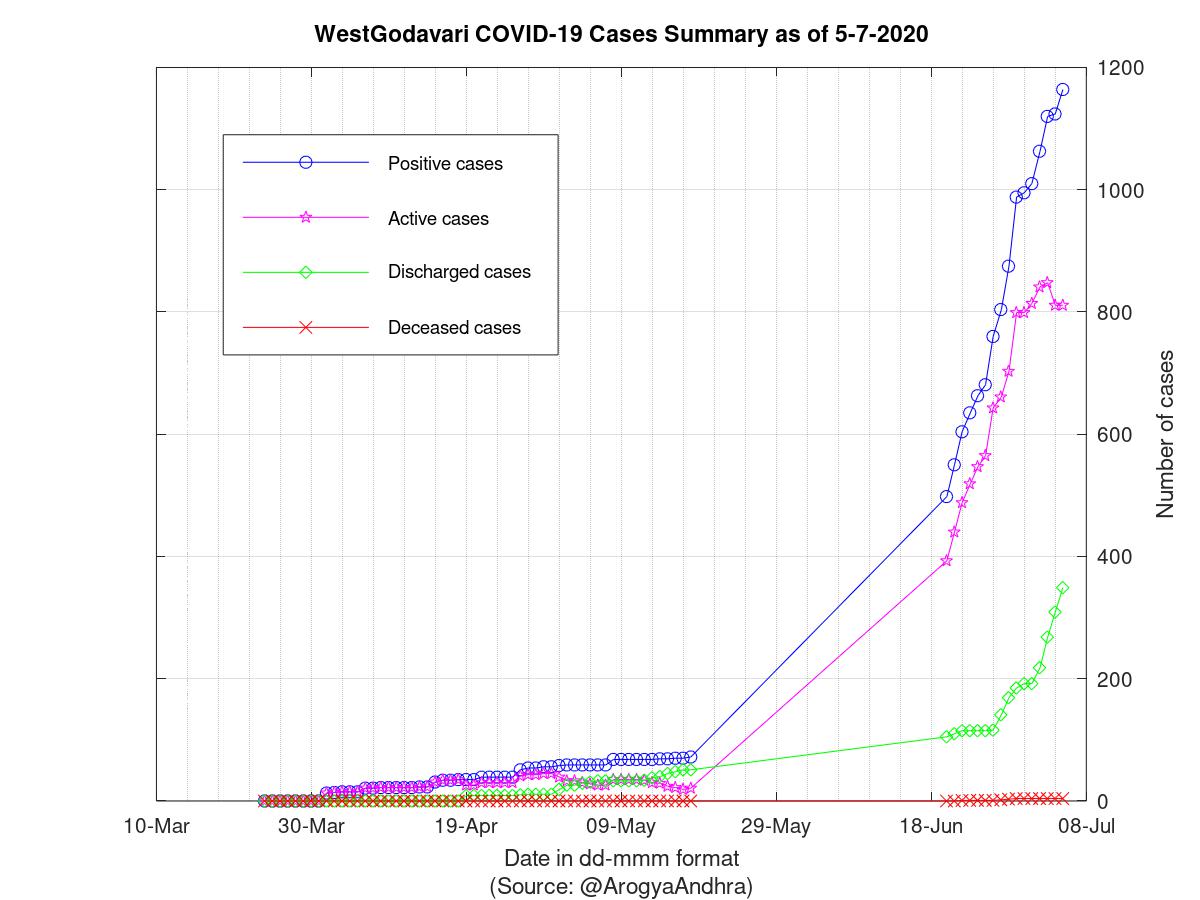 WestGodavari COVID-19 Cases Summary as of 5-7-2020
1200
1000
800
600
400
200
0
Number of cases
Positive cases
Active cases
Discharged cases
Deceased cases
10-Mar 30-Mar 19-Apr 09-May 29-May 18-Jun 08-Jul
Date in dd-mmm format
(Source: @ArogyaAndhra)